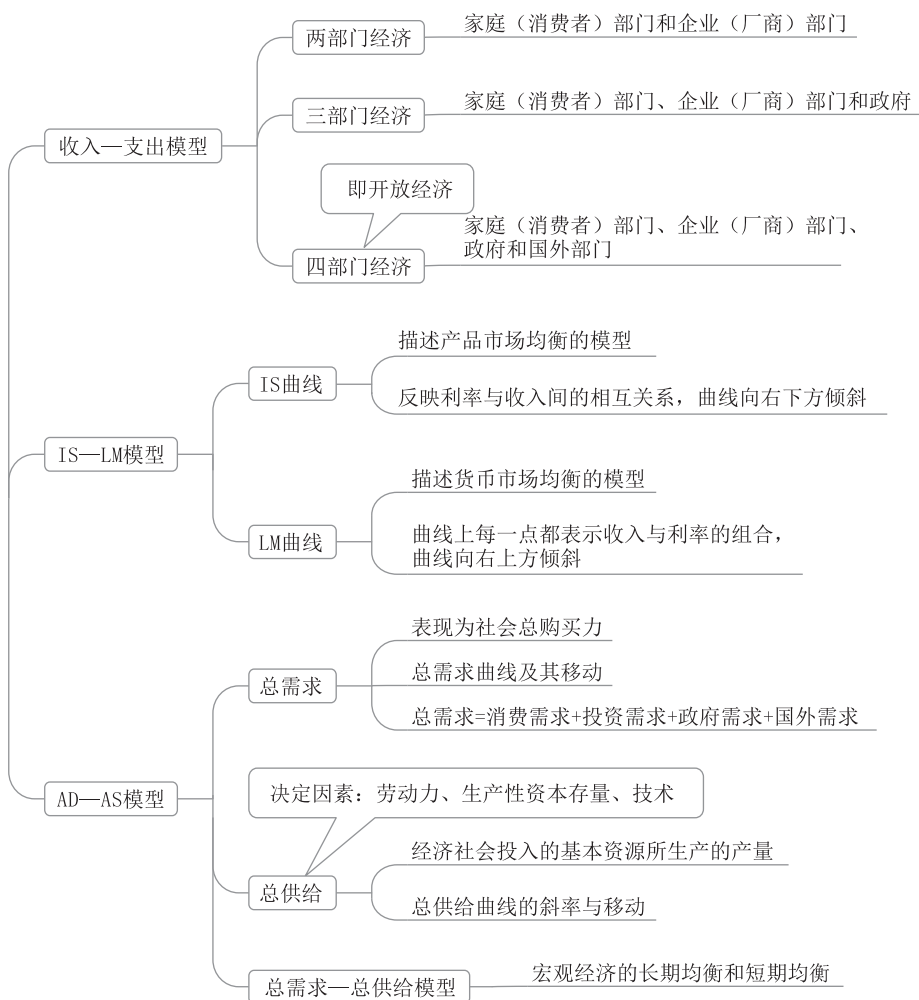 两部门经济
家庭（消费者）部门和企业（厂商）部门
三部门经济
家庭（消费者）部门、企业（厂商）部门和政府
收入—支出模型
即开放经济
四部门经济
家庭（消费者）部门、企业（厂商）部门、
政府和国外部门
描述产品市场均衡的模型
IS曲线
反映利率与收入间的相互关系，曲线向右下方倾斜
IS—LM模型
描述货币市场均衡的模型
LM曲线
曲线上每一点都表示收入与利率的组合，
曲线向右上方倾斜
表现为社会总购买力
总需求
总需求曲线及其移动
总需求=消费需求+投资需求+政府需求+国外需求
AD—AS模型
决定因素：劳动力、生产性资本存量、技术
经济社会投入的基本资源所生产的产量
总供给
总供给曲线的斜率与移动
总需求—总供给模型
宏观经济的长期均衡和短期均衡